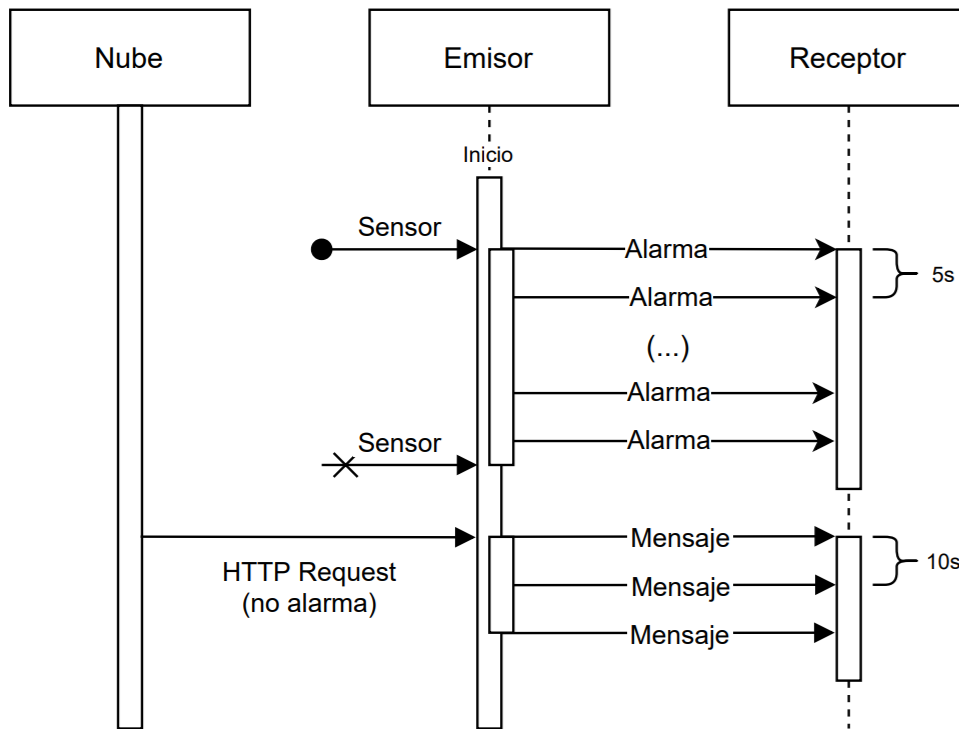 Nube
Emisor
Receptor
Inicio
Sensor
Alarma
5s
Alarma
(...)
Alarma
Sensor
Alarma
Mensaje
HTTP Request
(no alarma)
10s
Mensaje
Mensaje